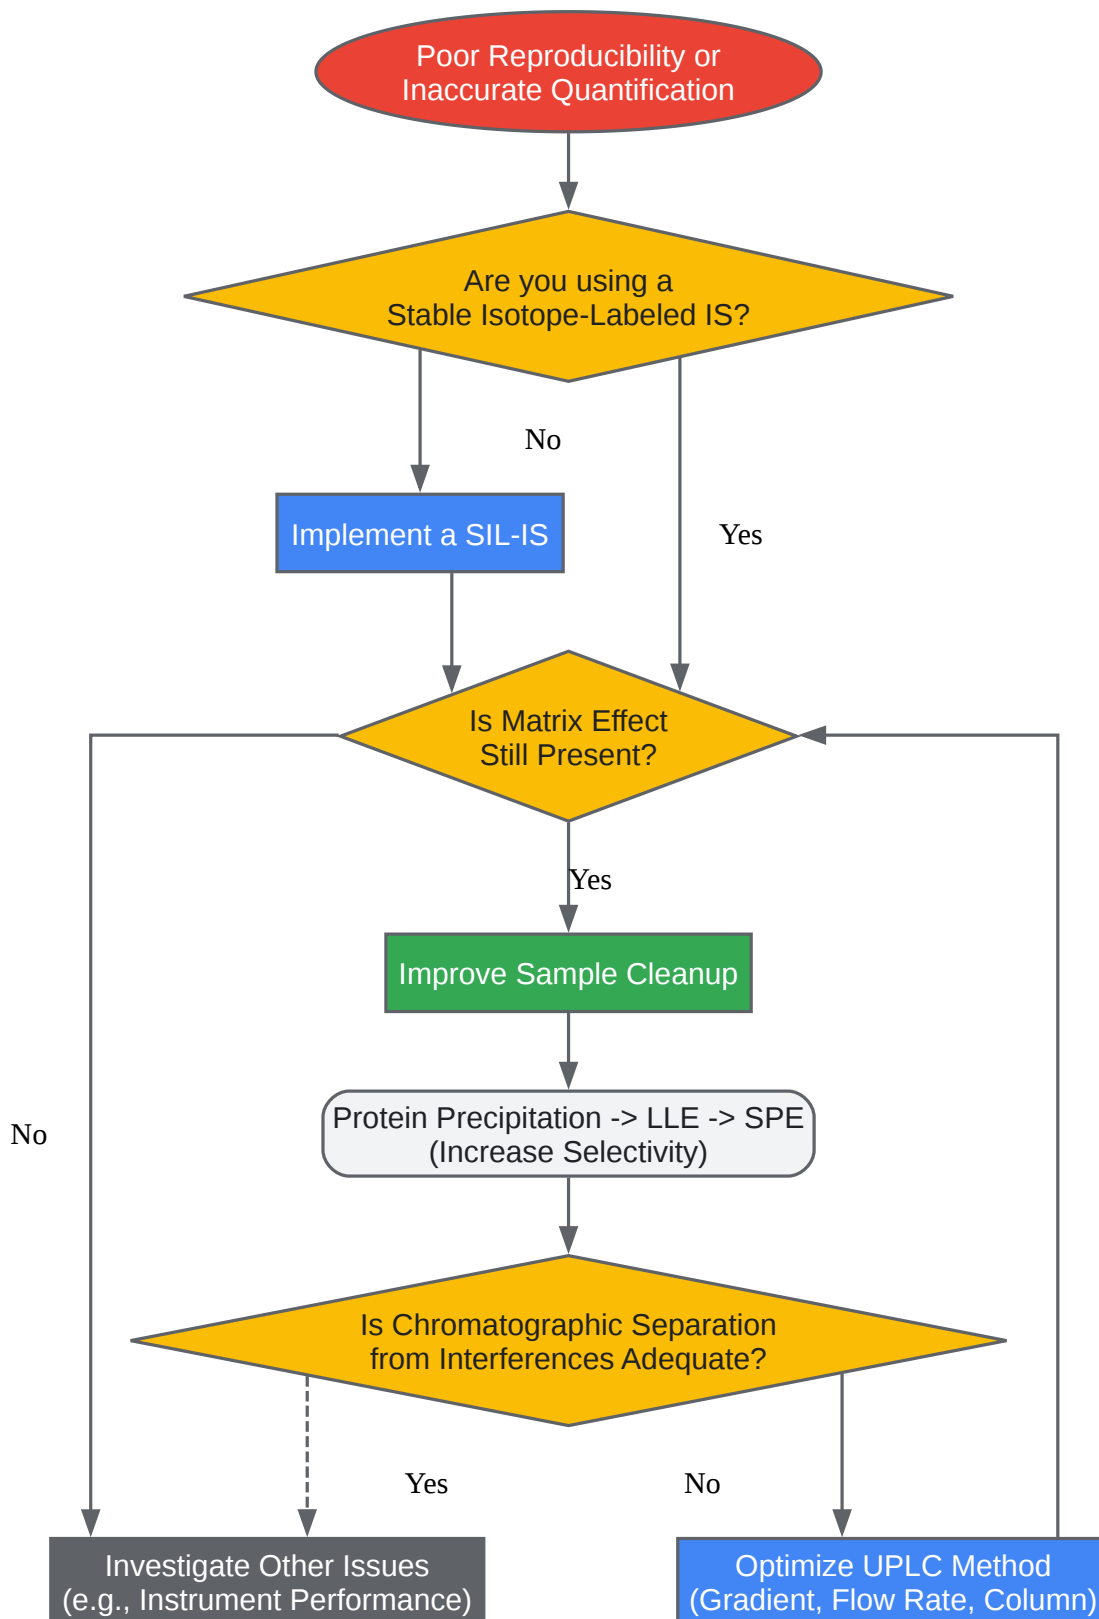 Poor Reproducibility or
Inaccurate Quantification
Are you using a
Stable Isotope-Labeled IS?
No
Implement a SIL-IS
Yes
Is Matrix Effect
Still Present?
Yes
Improve Sample Cleanup
No
Protein Precipitation -> LLE -> SPE
(Increase Selectivity)
Is Chromatographic Separation
from Interferences Adequate?
Yes
No
Investigate Other Issues
(e.g., Instrument Performance)
Optimize UPLC Method
(Gradient, Flow Rate, Column)